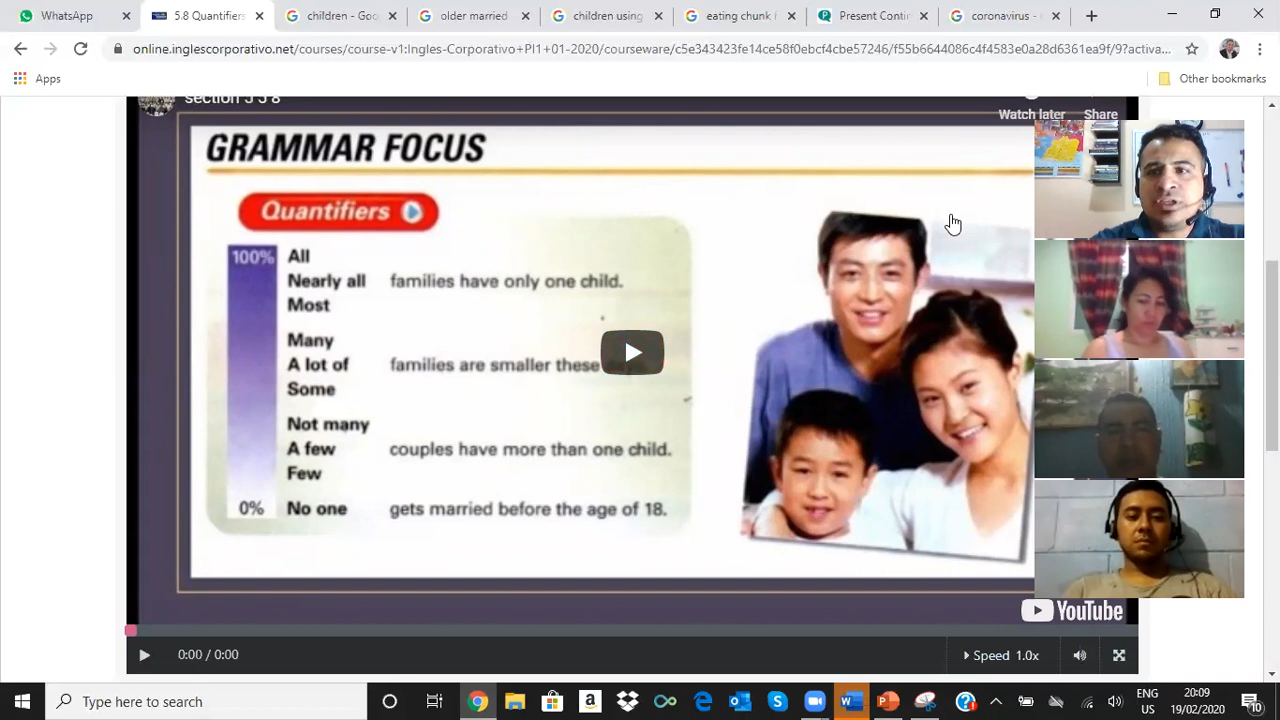 WhatsApp
5.8 Quantifiers
children - Goo
older married
children using
eating chunk
Present Contin
coronavirus -
online.inglescorporativo.net/courses/course-v1:Ingles-Corporativo+PI1+01-2020/courseware/c5e343423fe14ce58f0ebcf4cbe57246/f55b6644086c4f4583e0a28d6361ea9f/9?activa...
Apps
Other bookmarks
section 5 5 8
Watch later
Share
GRAMMAR FOCUS
Quantifiers
100% All
Nearly all families have only one child.
Most
Many
A lot of families are smaller these
Some
Not many
A few couples have more than one child.
Few
0% No one gets married before the age of 18.
YouTube
0:00 / 0:00
Speed 1.0x
Type here to search
ENG
US
20:09
19/02/2020
10